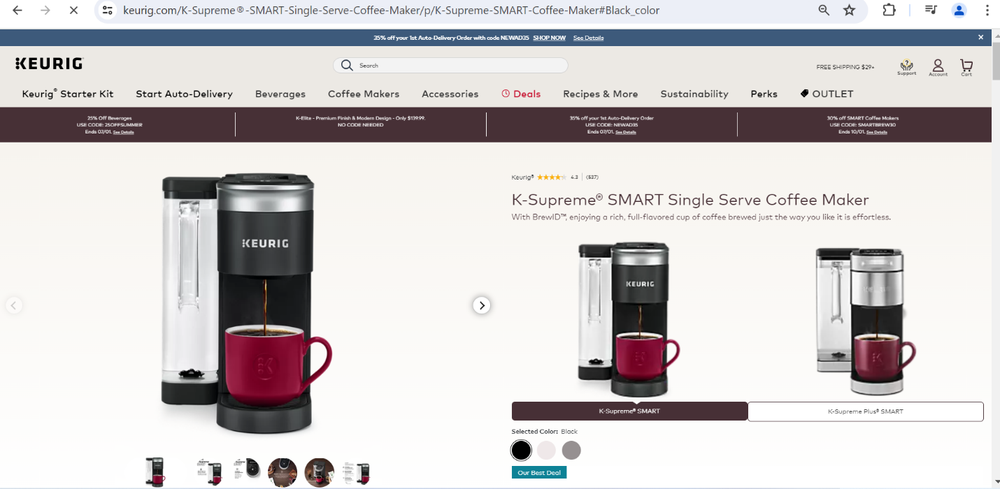 keurig.com/K-Supreme®-SMART-Single-Serve-Coffee-Maker/p/K-Supreme-SMART-Coffee-Maker#Black_color
35% off your 1st Auto-Delivery Order with code NEWAD35 SHOP NOW See Details
KEURIG
Search
FREE SHIPPING $29+
Support
Account
Cart
Keurig® Starter Kit
Start Auto-Delivery
Beverages
Coffee Makers
Accessories
Deals
Recipes & More
Sustainability
Perks
OUTLET
25% Off Beverages
USE CODE: 25OFFSUMMER
Ends 07/01. See Details
K-Elite - Premium Finish & Modern Design - Only $139.99.
NO CODE NEEDED
35% off your 1st Auto-Delivery Order
USE CODE: NEWAD35
Ends 07/01. See Details
30% off SMART Coffee Makers
USE CODE: SMARTBREW30
Ends 10/01. See Details
KEURIG
Keurig® 4.3 (537)
K-Supreme® SMART Single Serve Coffee Maker
With BrewID™, enjoying a rich, full-flavored cup of coffee brewed just the way you like it is effortless.
KEURIG
K-Supreme® SMART
K-Supreme Plus® SMART
Selected Color: Black
Our Best Deal